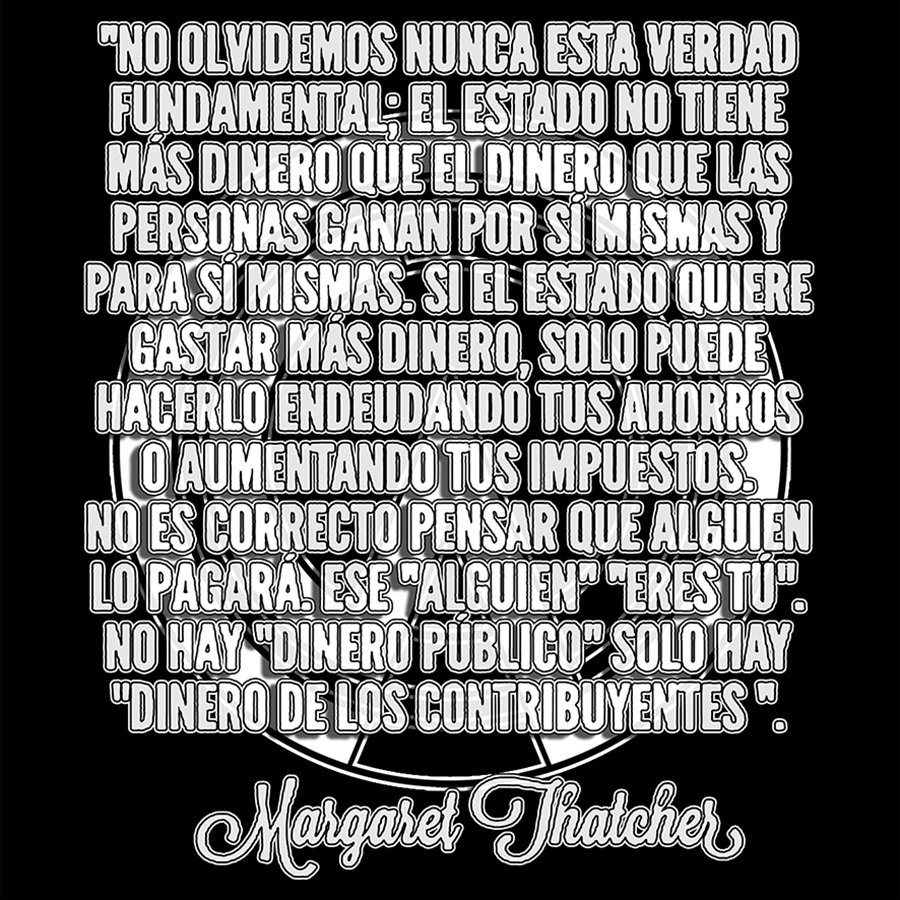 "NO OLVIDEMOS NUNCA ESTA VERDAD
FUNDAMENTAL; EL ESTADO NO TIENE
MÁS DINERO QUE EL DINERO QUE LAS
PERSONAS GANAN POR SÍ MISMAS Y
PARA SÍ MISMAS. SI EL ESTADO QUIERE
GASTAR MÁS DINERO, SOLO PUEDE
HACERLO ENDEUDANDO TUS AHORROS
O AUMENTANDO TUS IMPUESTOS.
NO ES CORRECTO PENSAR QUE ALGUIEN
LO PAGARÁ. ESE "ALGUIEN" "ERES TÚ".
NO HAY "DINERO PÚBLICO" SOLO HAY
"DINERO DE LOS CONTRIBUYENTES ".
Margaret Thatcher